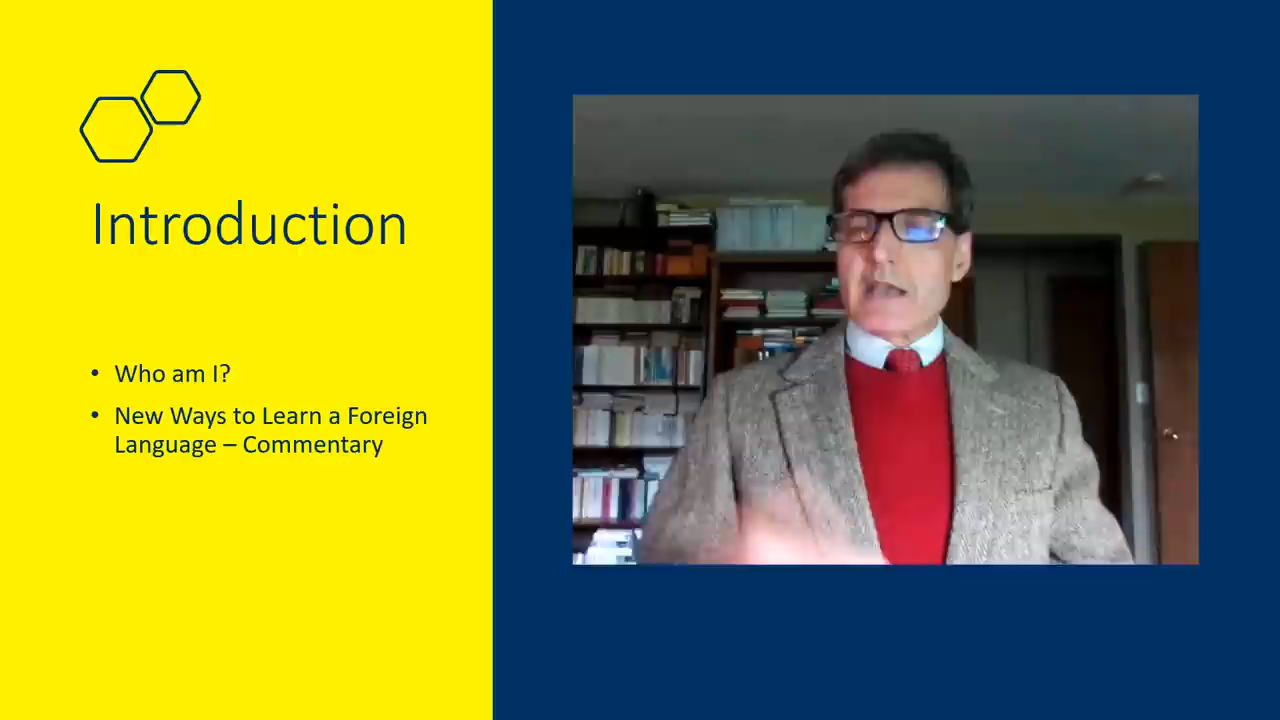 Introduction
• Who am I?
• New Ways to Learn a Foreign
Language – Commentary